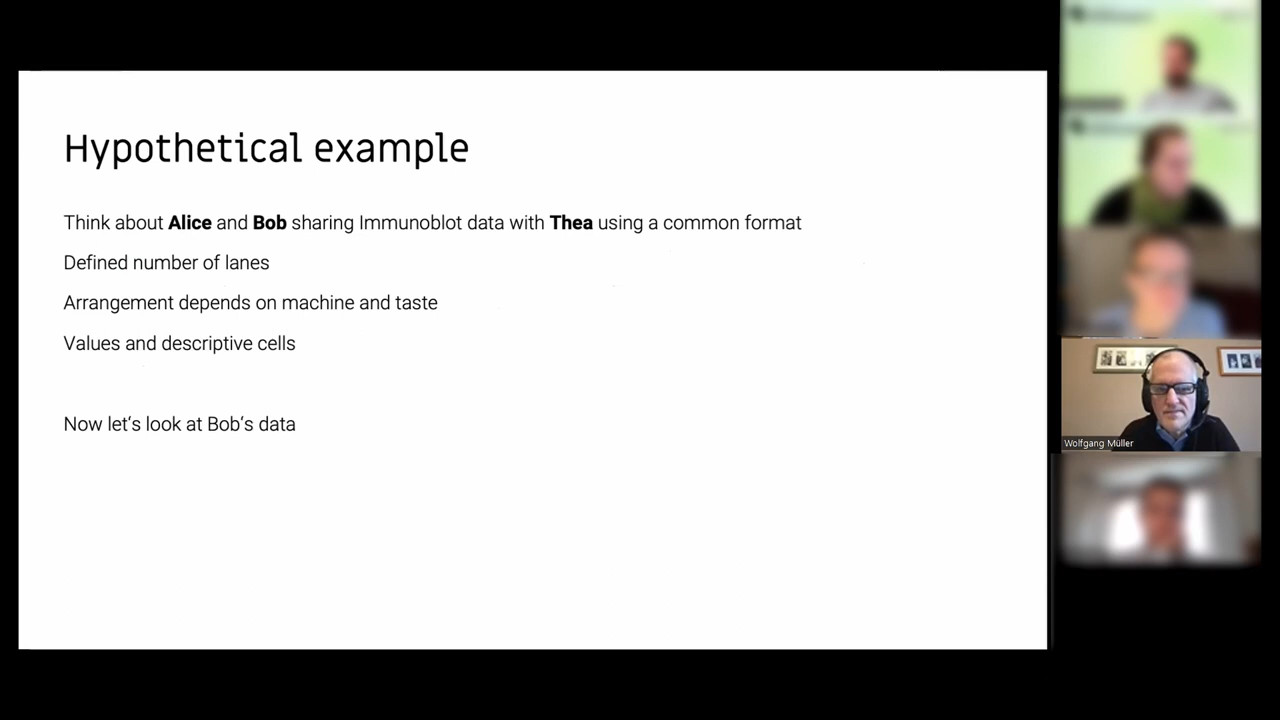 Hypothetical example
Think about Alice and Bob sharing Immunoblot data with Thea using a common format
Defined number of lanes
Arrangement depends on machine and taste
Values and descriptive cells
Now let‘s look at Bob‘s data
Wolfgang Müller